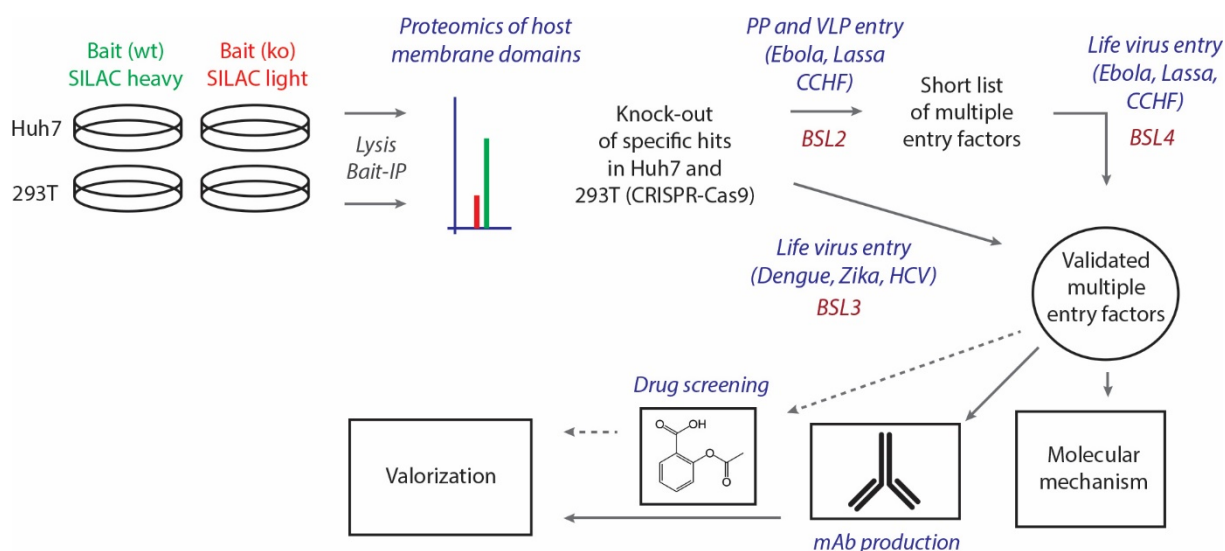 Bait (wt)
SILAC heavy
Bait (ko)
SILAC light
Huh7
293T
Lysis
Bait-IP
Proteomics of host
membrane domains
Knock-out
of specific hits
in Huh7 and
293T (CRISPR-Cas9)
PP and VLP entry
(Ebola, Lassa
CCHF)
BSL2
Short list
of multiple
entry factors
Life virus entry
(Ebola, Lassa,
CCHF)
BSL4
Life virus entry
(Dengue, Zika, HCV)
BSL3
Validated
multiple
entry factors
Drug screening
O
OH
O
O
Valorization
mAb production
Molecular
mechanism